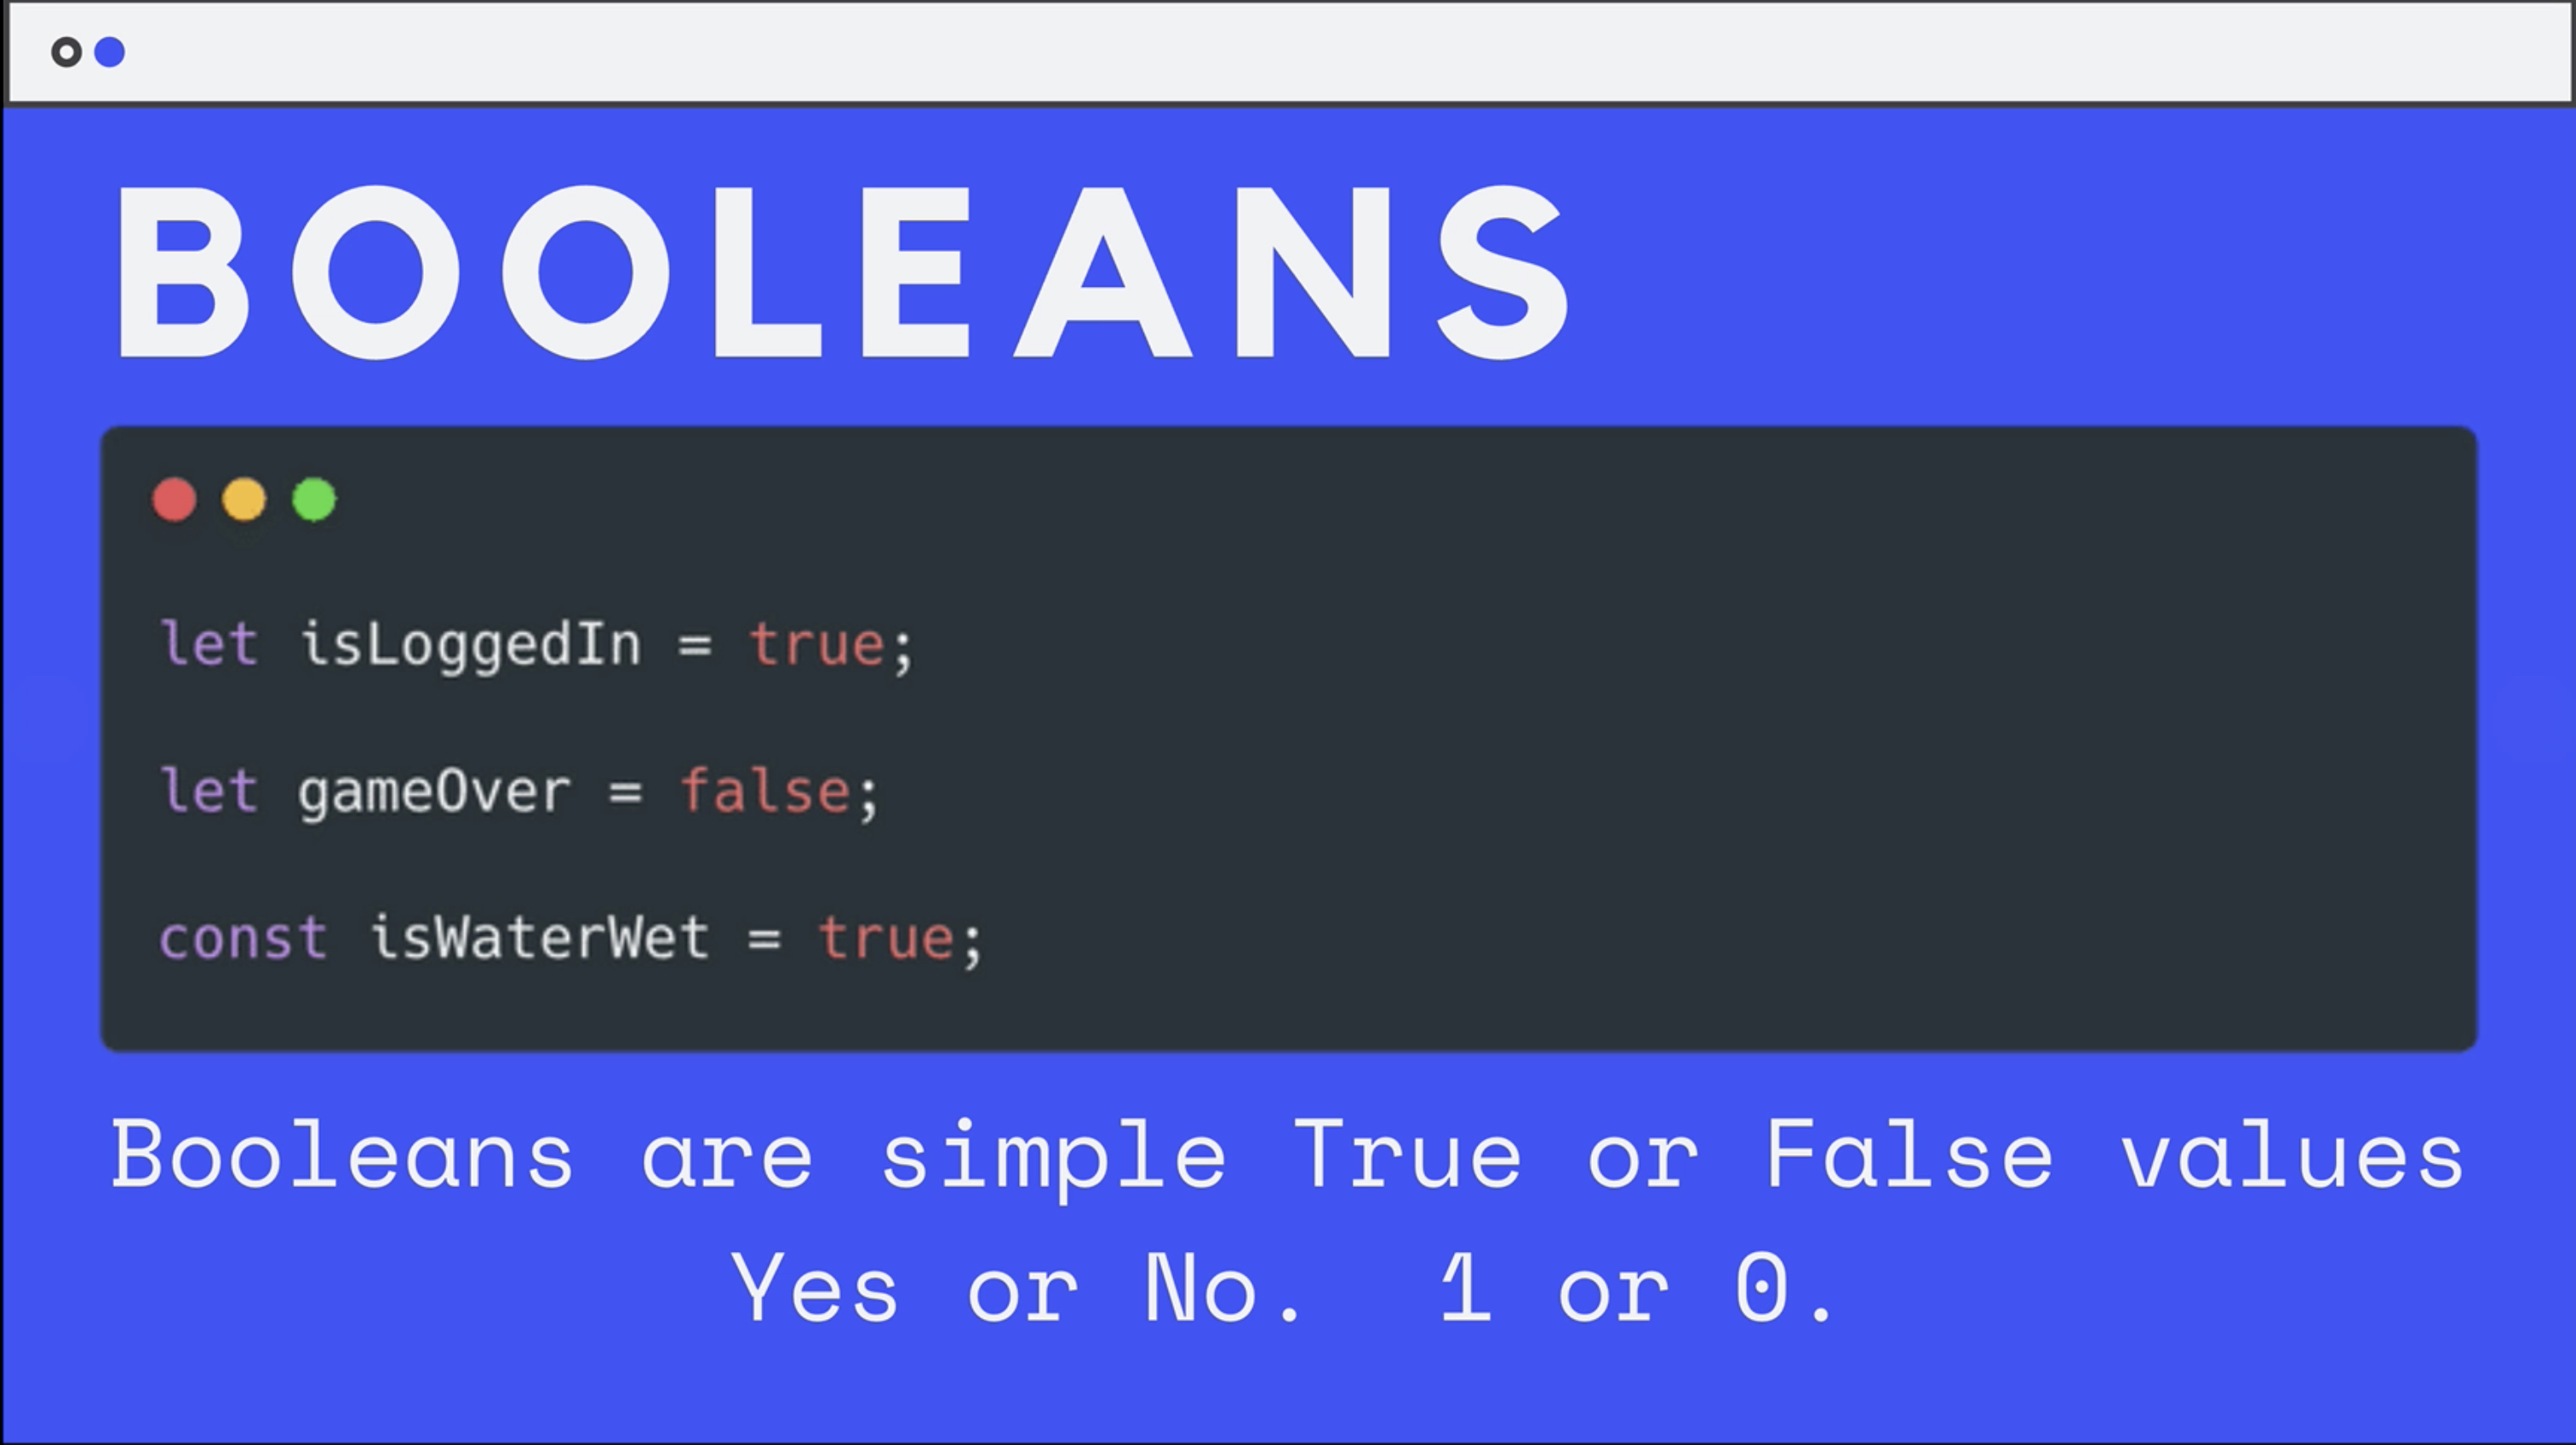 BOOLEANS
let isLoggedIn = true;
let gameOver = false;
const isWaterWet = true;
Booleans are simple True or False values
Yes or No.  1 or 0.